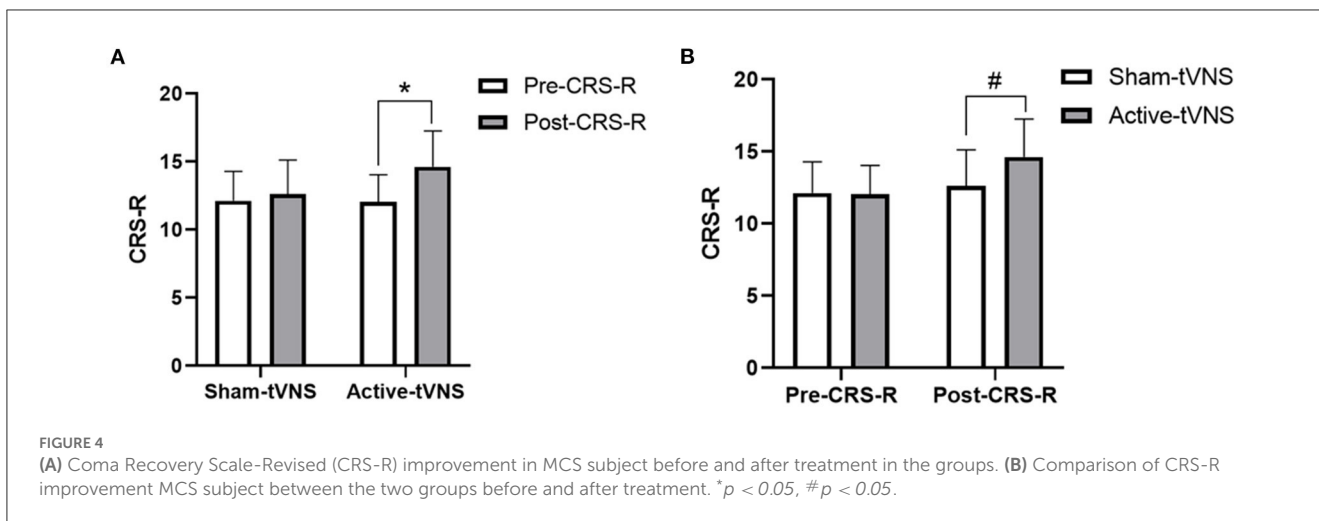 A
CRS-R
20
15
10
5
0
*
Pre-CRS-R
Post-CRS-R
Sham-tVNS
Active-tVNS
B
CRS-R
20
15
10
5
0
#
Sham-tVNS
Active-tVNS
Pre-CRS-R
Post-CRS-R
FIGURE 4
(A) Coma Recovery Scale-Revised (CRS-R) improvement in MCS subject before and after treatment in the groups. (B) Comparison of CRS-R
improvement MCS subject between the two groups before and after treatment. *p < 0.05, #p < 0.05.